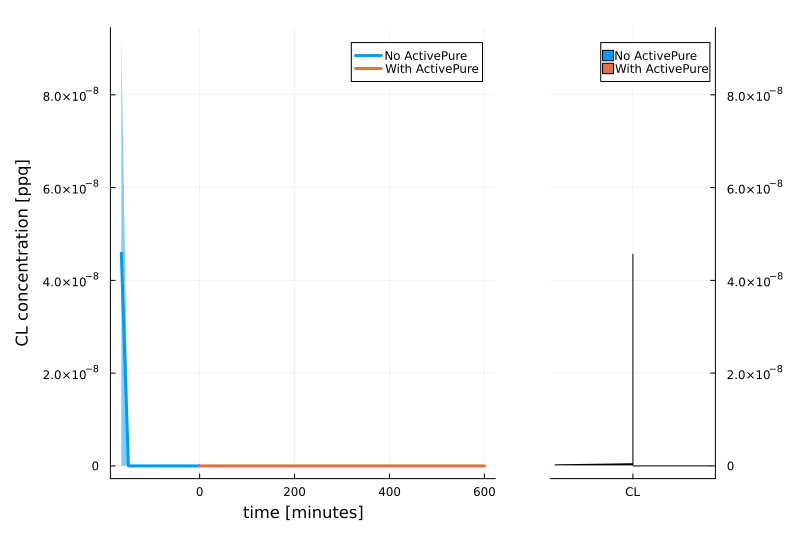 No ActivePure
With ActivePure
8.0×10⁻⁸
6.0×10⁻⁸
4.0×10⁻⁸
2.0×10⁻⁸
0
CL concentration [ppq]
0 200 400 600
time [minutes]
No ActivePure
With ActivePure
8.0×10⁻⁸
6.0×10⁻⁸
4.0×10⁻⁸
2.0×10⁻⁸
0
CL